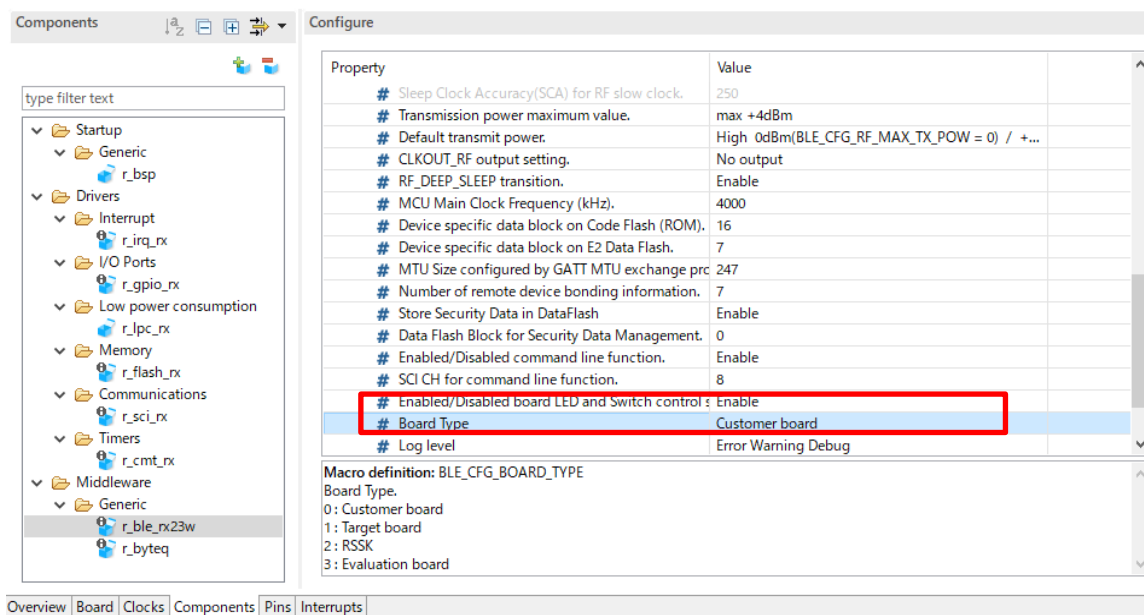 Components
Configure
type filter text
Startup
Generic
r_bsp
Drivers
Interrupt
r_irq_rx
I/O Ports
r_gpio_rx
Low power consumption
r_lpc_rx
Memory
r_flash_rx
Communications
r_sci_rx
Timers
r_cmt_rx
Middleware
Generic
r_ble_rx23w
r_byteq
Property Value
# Sleep Clock Accuracy(SCA) for RF slow clock. 250
# Transmission power maximum value. max +4dBm
# Default transmit power. High 0dBm(BLE_CFG_RF_MAX_TX_POW = 0) / +...
# CLKOUT_RF output setting. No output
# RF_DEEP_SLEEP transition. Enable
# MCU Main Clock Frequency (kHz). 4000
# Device specific data block on Code Flash (ROM). 16
# Device specific data block on E2 Data Flash. 7
# MTU Size configured by GATT MTU exchange prc 247
# Number of remote device bonding information. 7
# Store Security Data in DataFlash Enable
# Data Flash Block for Security Data Management. 0
# Enabled/Disabled command line function. Enable
# SCI CH for command line function. 8
# Enabled/Disabled board LED and Switch control s Enable
# Board Type Customer board
# Log level Error Warning Debug
Macro definition: BLE_CFG_BOARD_TYPE
Board Type.
0 : Customer board
1 : Target board
2 : RSSK
3 : Evaluation board
Overview Board Clocks Components Pins Interrupts